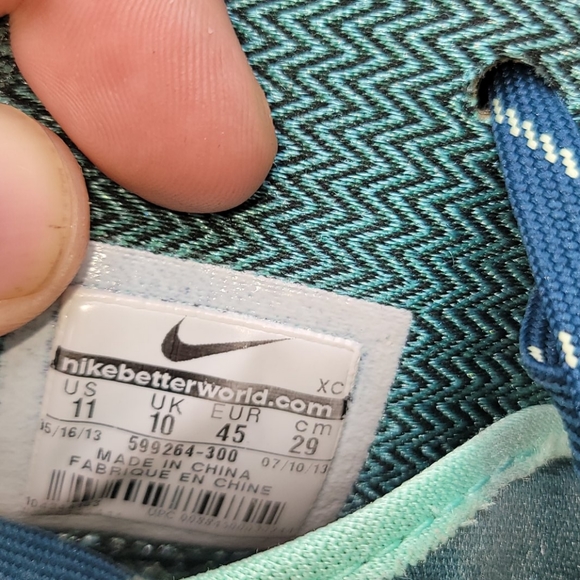 XC
nikebetterworld.com
US UK EUR cm
11 10 45 29
05/16/13 599264-300 07/10/13
MADE IN CHINA
FABRIQUE EN CHINE
UPC